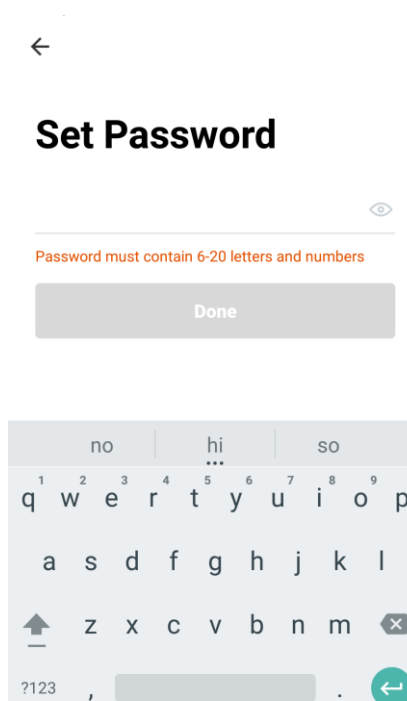 Set Password
Password must contain 6-20 letters and numbers
Done
no hi so
1 2 3 4 5 6 7 8 9
q w e r t y u i o p
a s d f g h j k l
z x c v b n m
?123 , .